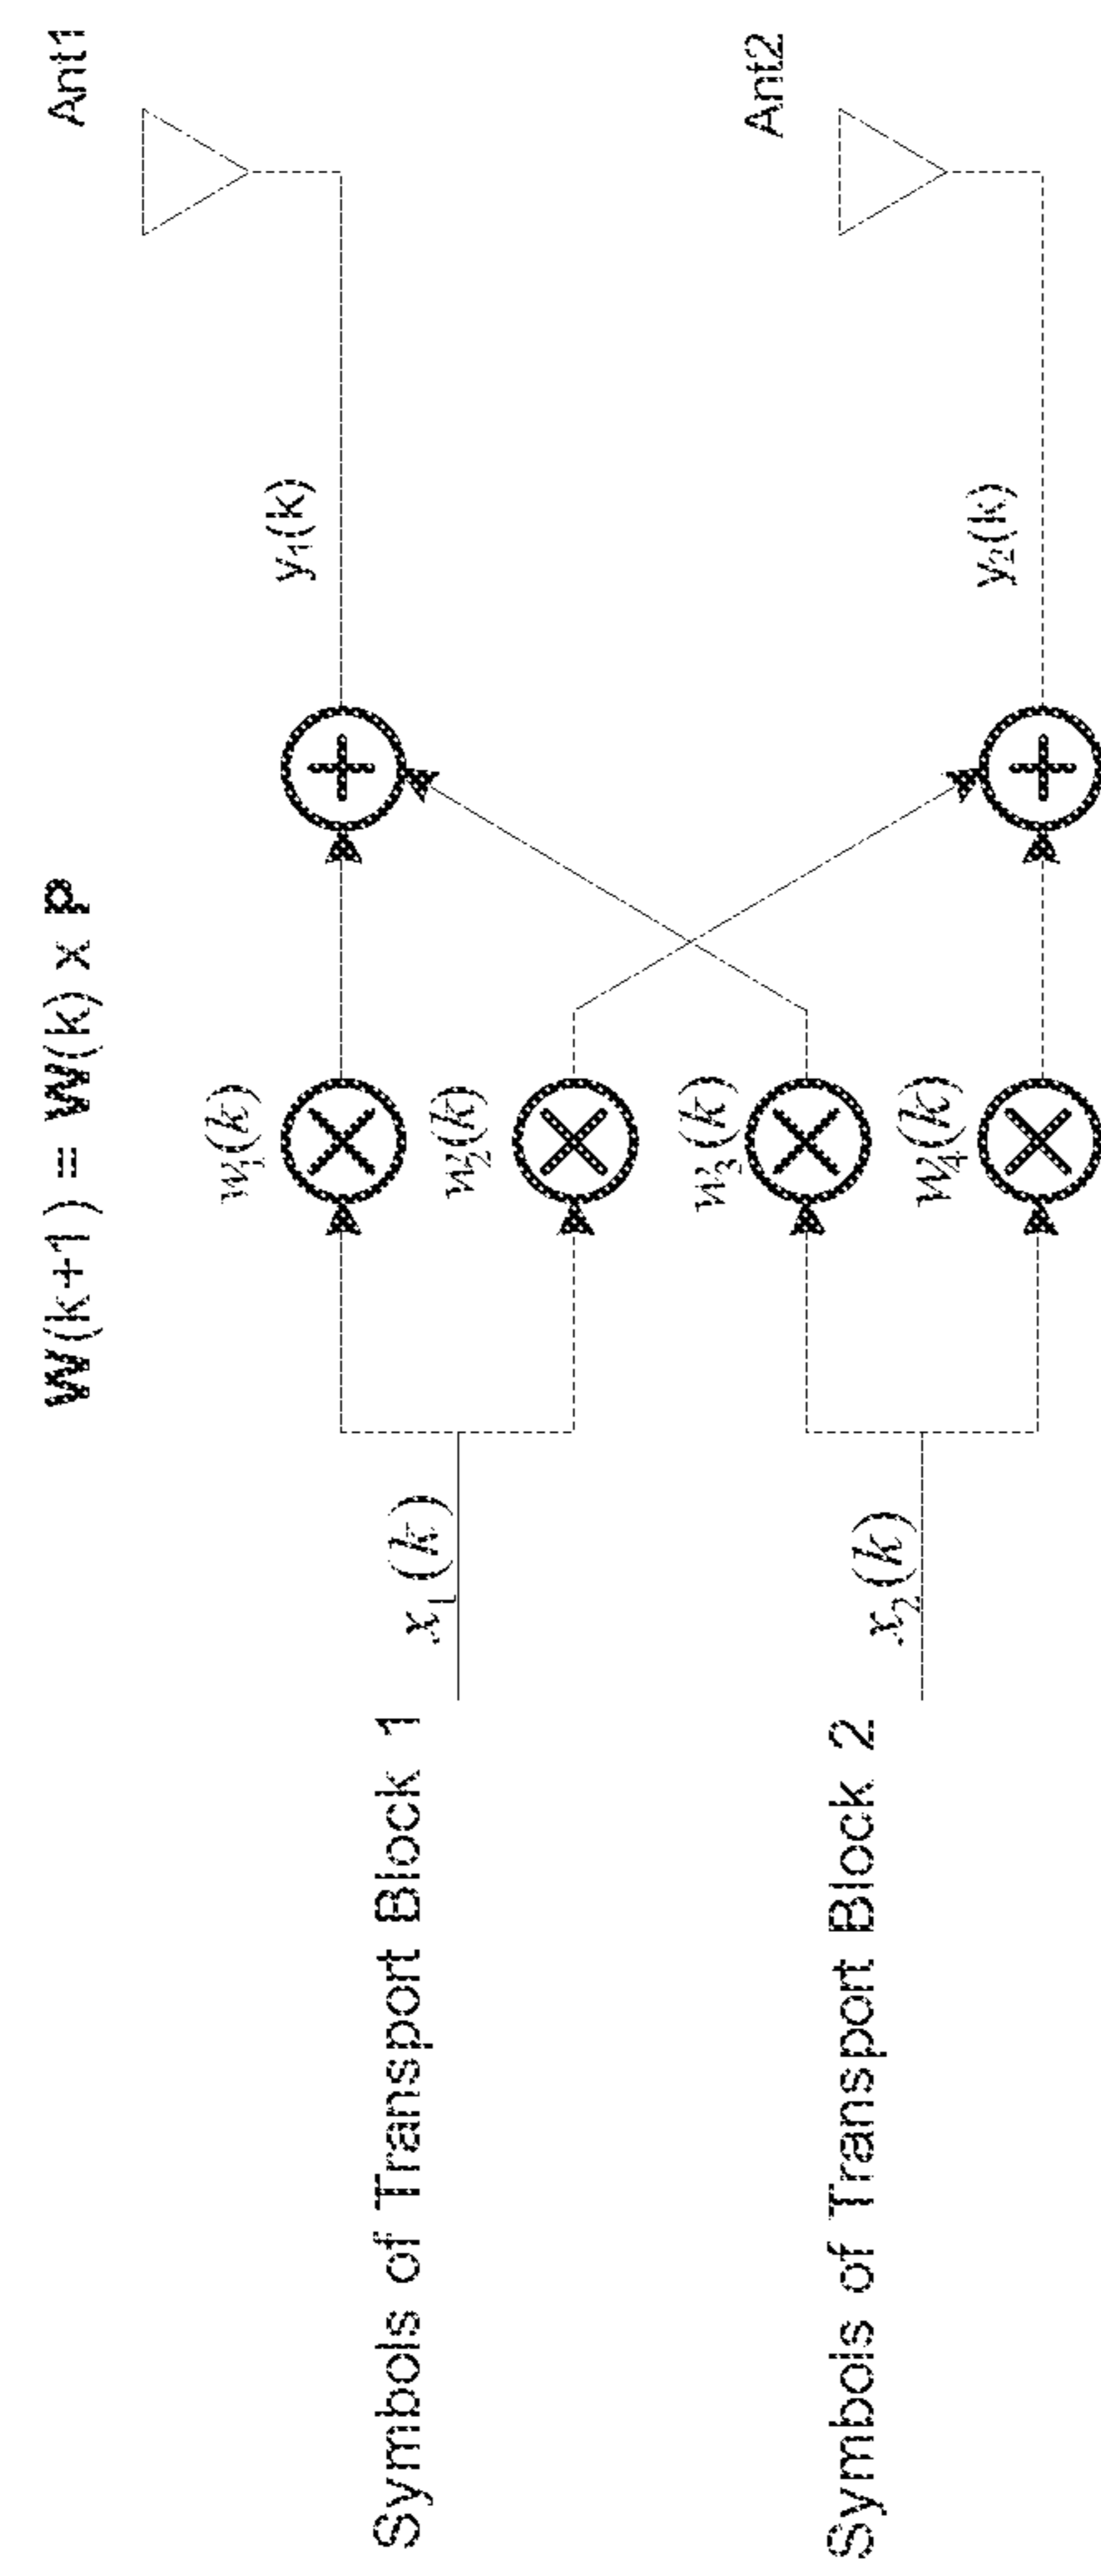 W(k+1) = W(k) x P
Ant1
w₁(k)
y₁(k)
x₁(k)
Symbols of Transport Block 1
w₂(k)
w₃(k)
Ant2
x₂(k)
Symbols of Transport Block 2
w₄(k)
y₂(k)